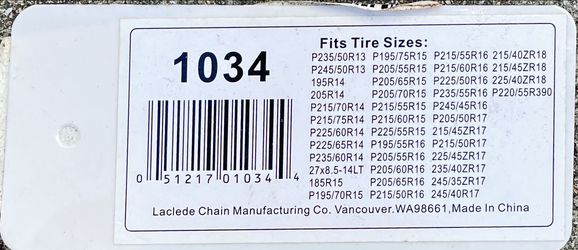 Fits Tire Sizes:
1034
P235/50R13 P195/75R15 P215/55R16 215/40ZR18
P245/50R13 P205/55R15 P215/60R16 215/45ZR18
195R14 P205/65R15 P225/50R16 225/40ZR18
205R14 P205/70R15 P235/55R16 P220/55R390
P215/70R14 P215/55R15 P245/45R16
P215/75R14 P215/60R15 P205/50R17
P225/60R14 P225/55R15 215/45ZR17
P225/65R14 P195/55R16 P215/50R17
P235/60R14 P205/55R16 225/45ZR17
27x8.5-14LT P205/60R16 235/40ZR17
185R15 P205/65R16 245/35ZR17
P195/70R15 P215/50R16 245/40R17
0 51217 01034 4
Laclede Chain Manufacturing Co. Vancouver.WA98661,Made In China